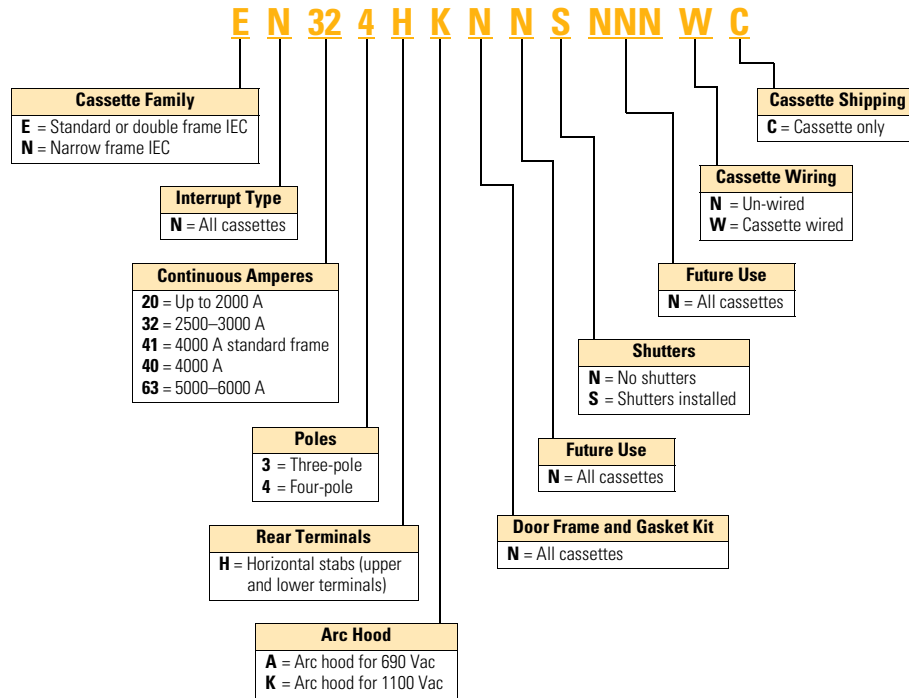 E N 32 4 H K N N S NNN W C
Cassette Family
E = Standard or double frame IEC
N = Narrow frame IEC
Cassette Shipping
C = Cassette only
Interrupt Type
N = All cassettes
Cassette Wiring
N = Un-wired
W = Cassette wired
Continuous Amperes
20 = Up to 2000 A
32 = 2500–3000 A
41 = 4000 A standard frame
40 = 4000 A
63 = 5000–6000 A
Future Use
N = All cassettes
Shutters
N = No shutters
S = Shutters installed
Poles
3 = Three-pole
4 = Four-pole
Future Use
N = All cassettes
Rear Terminals
H = Horizontal stabs (upper
and lower terminals)
Door Frame and Gasket Kit
N = All cassettes
Arc Hood
A = Arc hood for 690 Vac
K = Arc hood for 1100 Vac